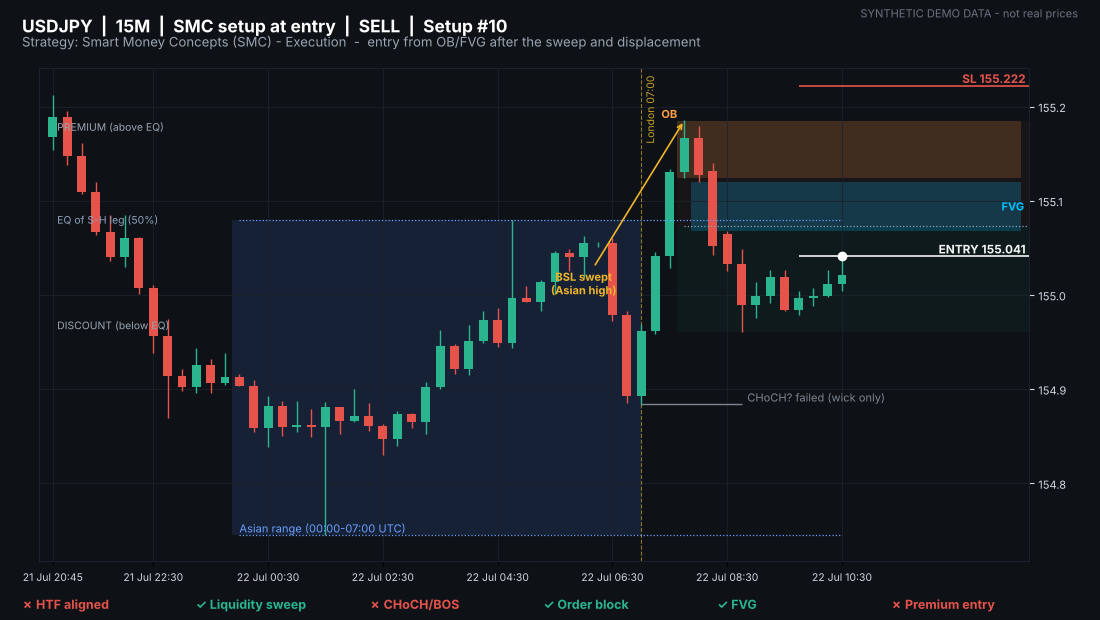 SYNTHETIC DEMO DATA - not real prices
USDJPY | 15M | SMC setup at entry | SELL | Setup #10
Strategy: Smart Money Concepts (SMC) - Execution - entry from OB/FVG after the sweep and displacement
SL 155.222
London 07:00
155.2
OB
PREMIUM (above EQ)
FVG
155.1
EQ of S-H leg (50%)
ENTRY 155.041
BSL swept
(Asian high)
155.0
DISCOUNT (below EQ)
CHoCH? failed (wick only)
154.9
154.8
Asian range (00:00-07:00 UTC)
21 Jul 20:45
21 Jul 22:30
22 Jul 00:30
22 Jul 02:30
22 Jul 04:30
22 Jul 06:30
22 Jul 08:30
22 Jul 10:30
× HTF aligned
✓ Liquidity sweep
× CHoCH/BOS
✓ Order block
✓ FVG
× Premium entry